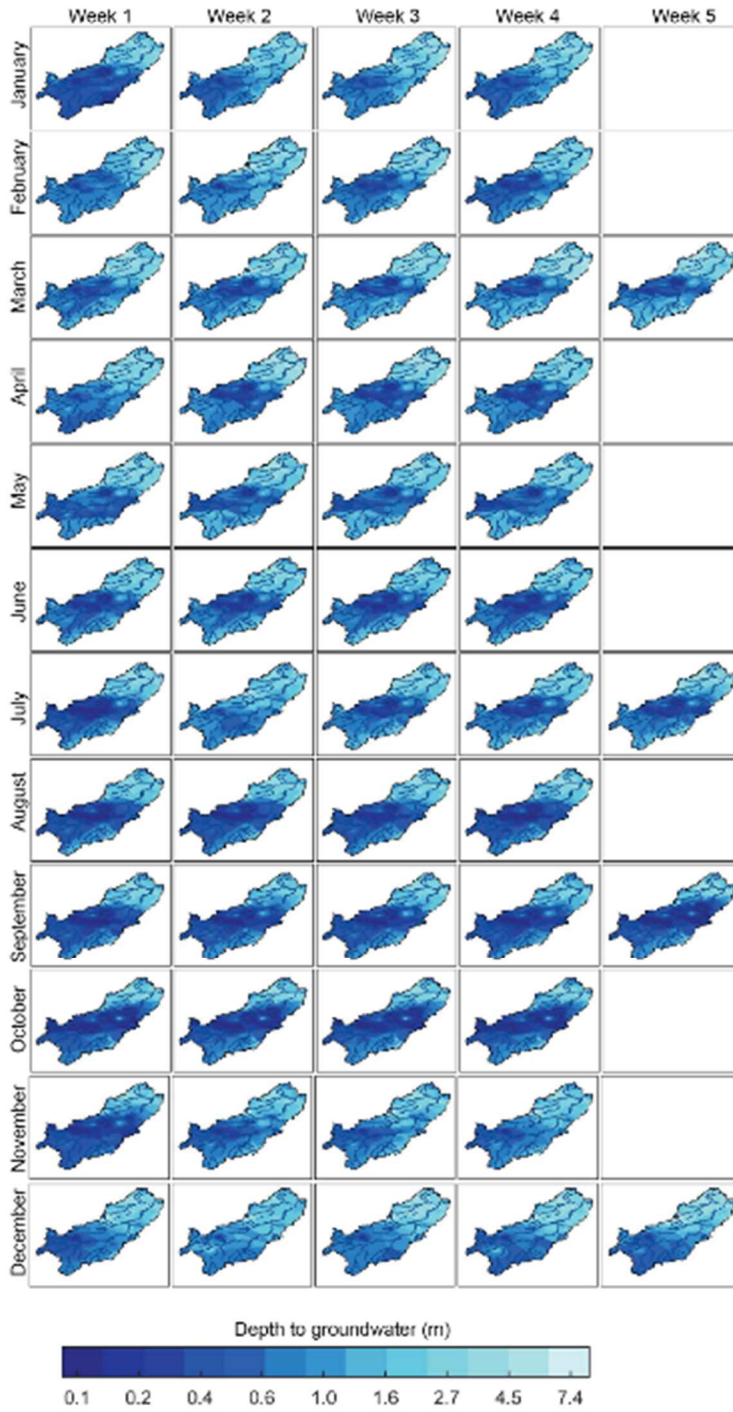 Week 1 Week 2 Week 3 Week 4 Week 5
January
February
March
April
May
June
July
August
September
October
November
December
Depth to groundwater (m)
0.1 0.2 0.4 0.6 1.0 1.6 2.7 4.5 7.4